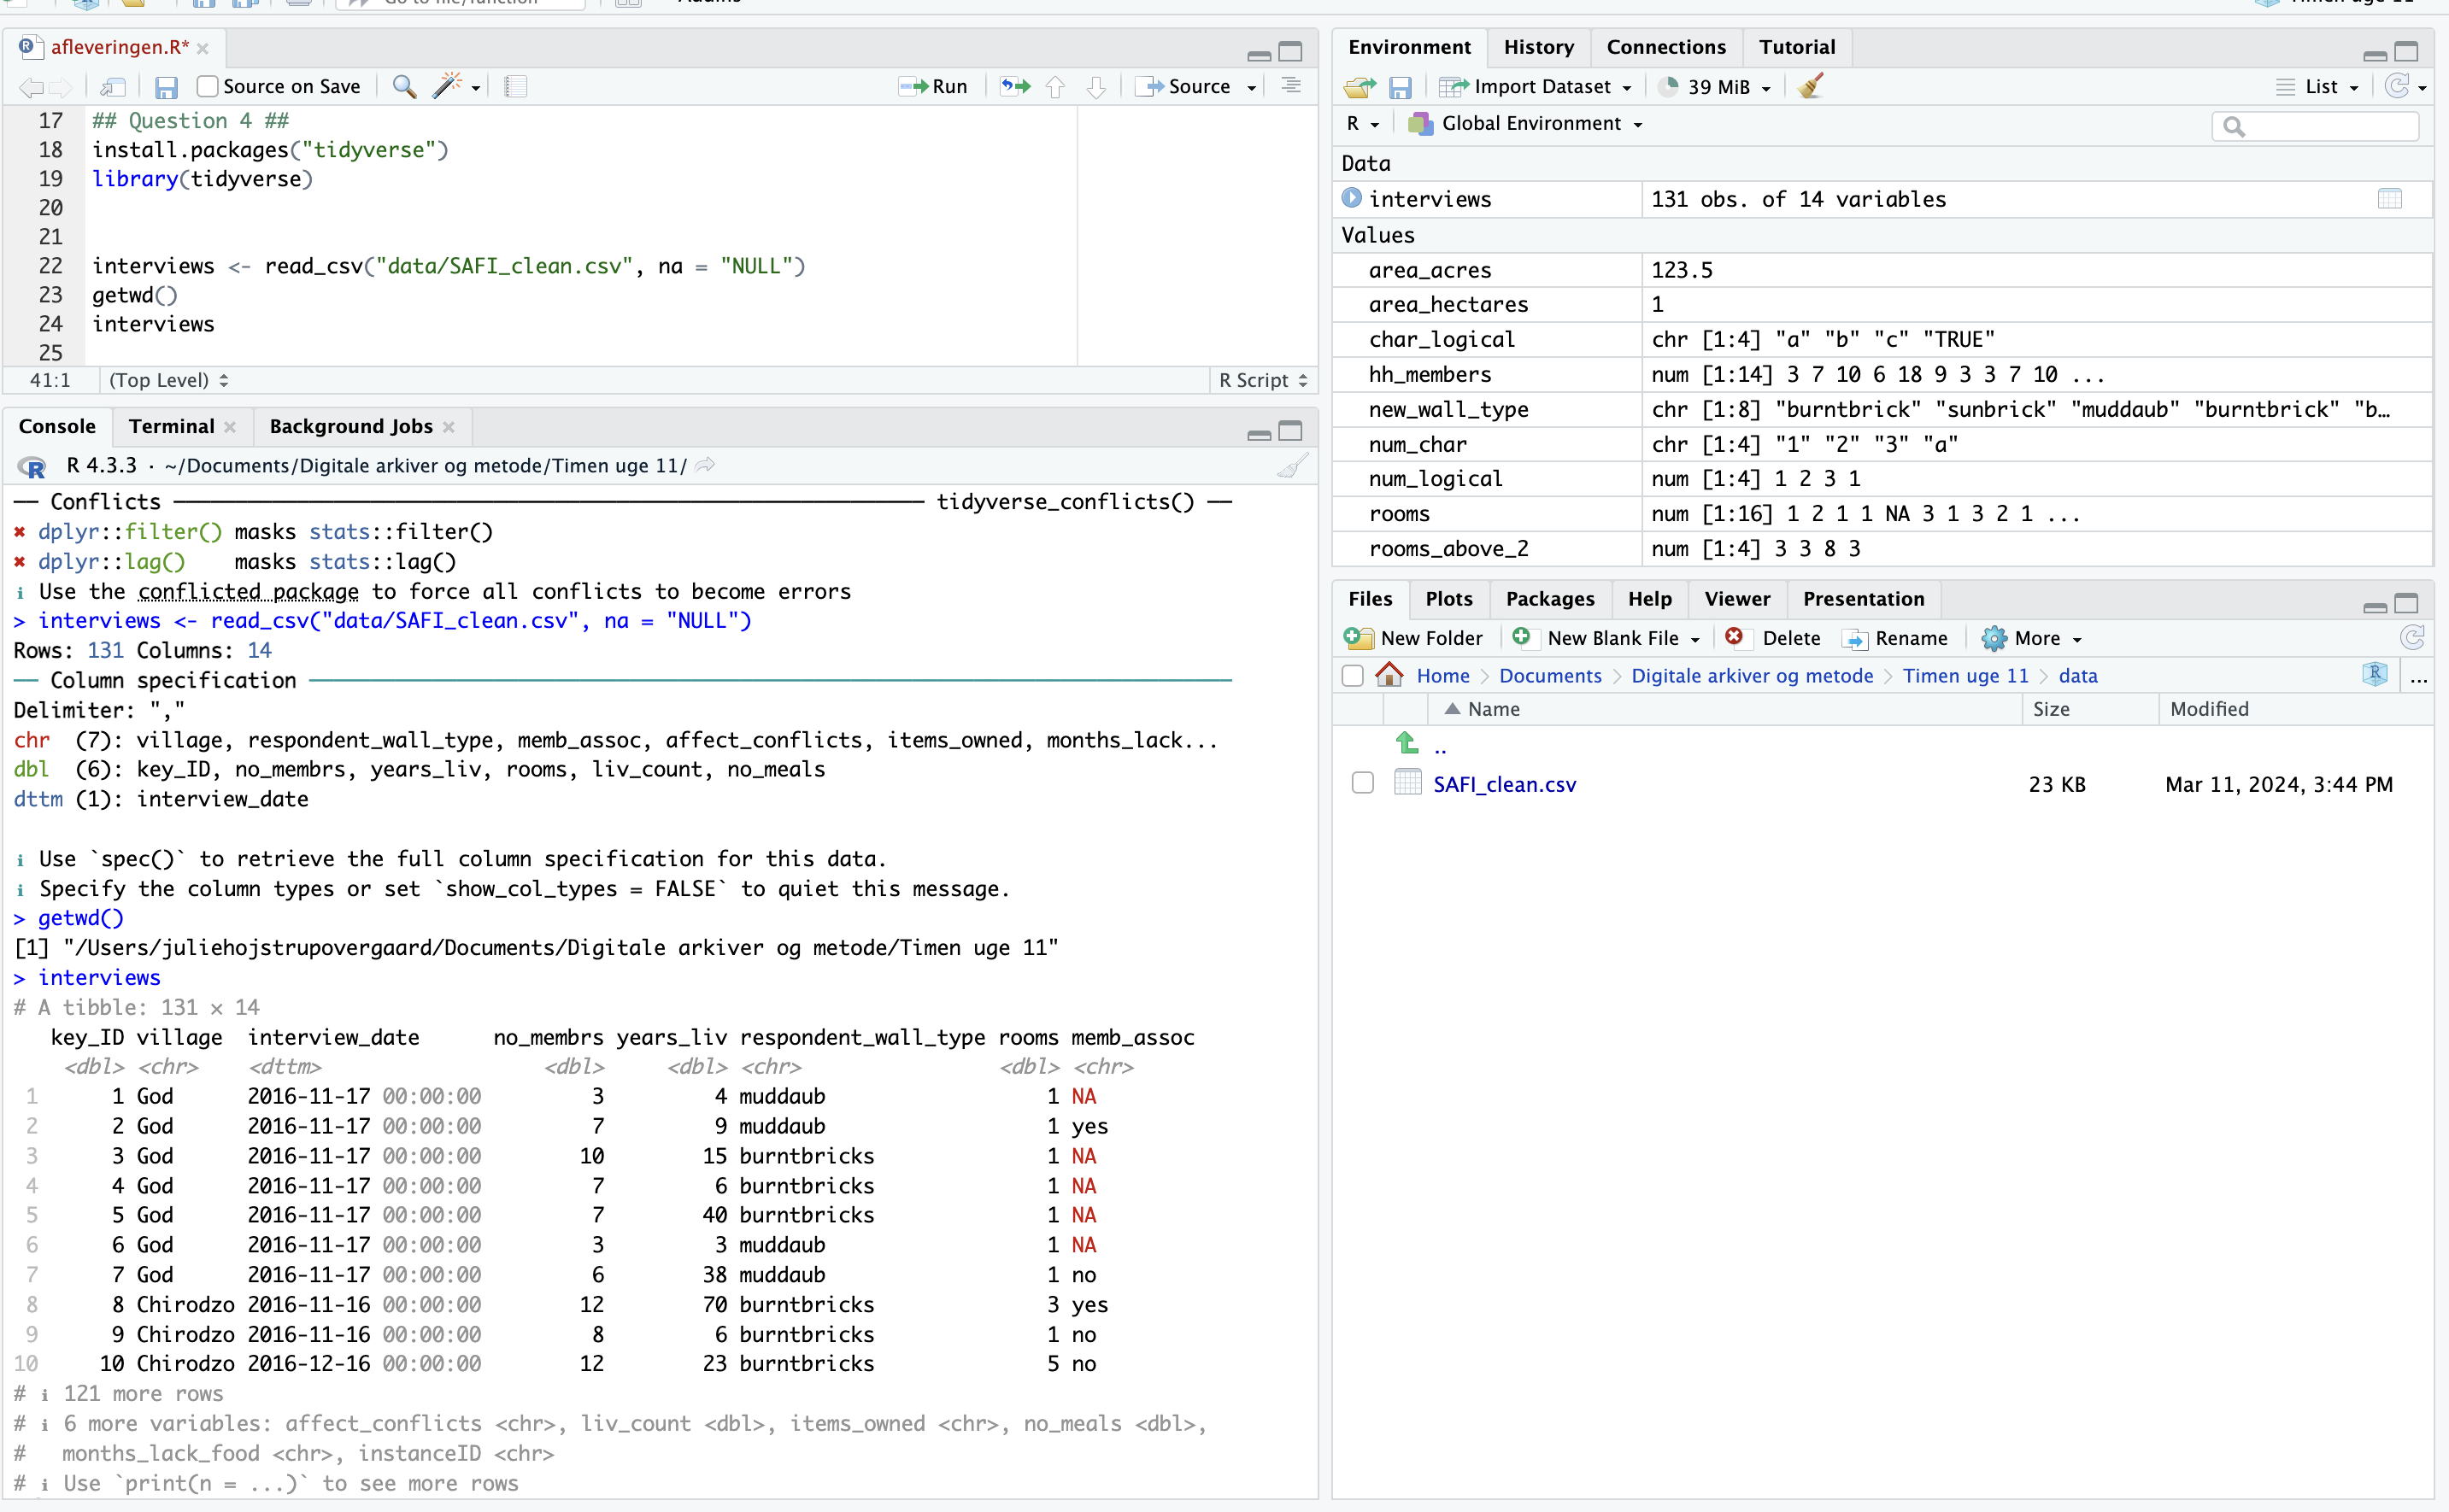 Go to file/function
Addins
Timen uge 11
afleveringen.R*
Source on Save
Run
Source
17 ## Question 4 ##
18 install.packages("tidyverse")
19 library(tidyverse)
20
21
22 interviews <- read_csv("data/SAFI_clean.csv", na = "NULL")
23 getwd()
24 interviews
25
41:1 (Top Level) R Script
Console Terminal Background Jobs
R 4.3.3 · ~/Documents/Digitale arkiver og metode/Timen uge 11/
── Conflicts ──────────── tidyverse_conflicts() ──
✖ dplyr::filter() masks stats::filter()
✖ dplyr::lag()    masks stats::lag()
ℹ Use the conflicted package to force all conflicts to become errors
> interviews <- read_csv("data/SAFI_clean.csv", na = "NULL")
Rows: 131 Columns: 14
── Column specification ────────────
Delimiter: ","
chr  (7): village, respondent_wall_type, memb_assoc, affect_conflicts, items_owned, months_lack...
dbl  (6): key_ID, no_membrs, years_liv, rooms, liv_count, no_meals
dttm (1): interview_date
ℹ Use `spec()` to retrieve the full column specification for this data.
ℹ Specify the column types or set `show_col_types = FALSE` to quiet this message.
> getwd()
[1] "/Users/juliehojstrupovergaard/Documents/Digitale arkiver og metode/Timen uge 11"
> interviews
# A tibble: 131 × 14
key_ID village interview_date no_membrs years_liv respondent_wall_type rooms memb_assoc
<dbl> <chr> <dttm> <dbl> <dbl> <chr> <dbl> <chr>
1 1 God 2016-11-17 00:00:00 3 4 muddaub 1 NA
2 2 God 2016-11-17 00:00:00 7 9 muddaub 1 yes
3 3 God 2016-11-17 00:00:00 10 15 burntbricks 1 NA
4 4 God 2016-11-17 00:00:00 7 6 burntbricks 1 NA
5 5 God 2016-11-17 00:00:00 7 40 burntbricks 1 NA
6 6 God 2016-11-17 00:00:00 3 3 muddaub 1 NA
7 7 God 2016-11-17 00:00:00 6 38 muddaub 1 no
8 8 Chirodzo 2016-11-16 00:00:00 12 70 burntbricks 3 yes
9 9 Chirodzo 2016-11-16 00:00:00 8 6 burntbricks 1 no
10 10 Chirodzo 2016-12-16 00:00:00 12 23 burntbricks 5 no
# ℹ 121 more rows
# ℹ 6 more variables: affect_conflicts <chr>, liv_count <dbl>, items_owned <chr>, no_meals <dbl>,
#   months_lack_food <chr>, instanceID <chr>
# ℹ Use `print(n = ...)` to see more rows
Environment History Connections Tutorial
Import Dataset 39 MiB List
R Global Environment
Data
interviews 131 obs. of 14 variables
Values
area_acres 123.5
area_hectares 1
char_logical chr [1:4] "a" "b" "c" "TRUE"
hh_members num [1:14] 3 7 10 6 18 9 3 3 7 10 ...
new_wall_type chr [1:8] "burntbrick" "sunbrick" "muddaub" "burntbrick" "b…
num_char chr [1:4] "1" "2" "3" "a"
num_logical num [1:4] 1 2 3 1
rooms num [1:16] 1 2 1 1 NA 3 1 3 2 1 ...
rooms_above_2 num [1:4] 3 3 8 3
Files Plots Packages Help Viewer Presentation
New Folder New Blank File Delete Rename More
Home Documents Digitale arkiver og metode Timen uge 11 data ...
Name Size Modified
..
SAFI_clean.csv 23 KB Mar 11, 2024, 3:44 PM